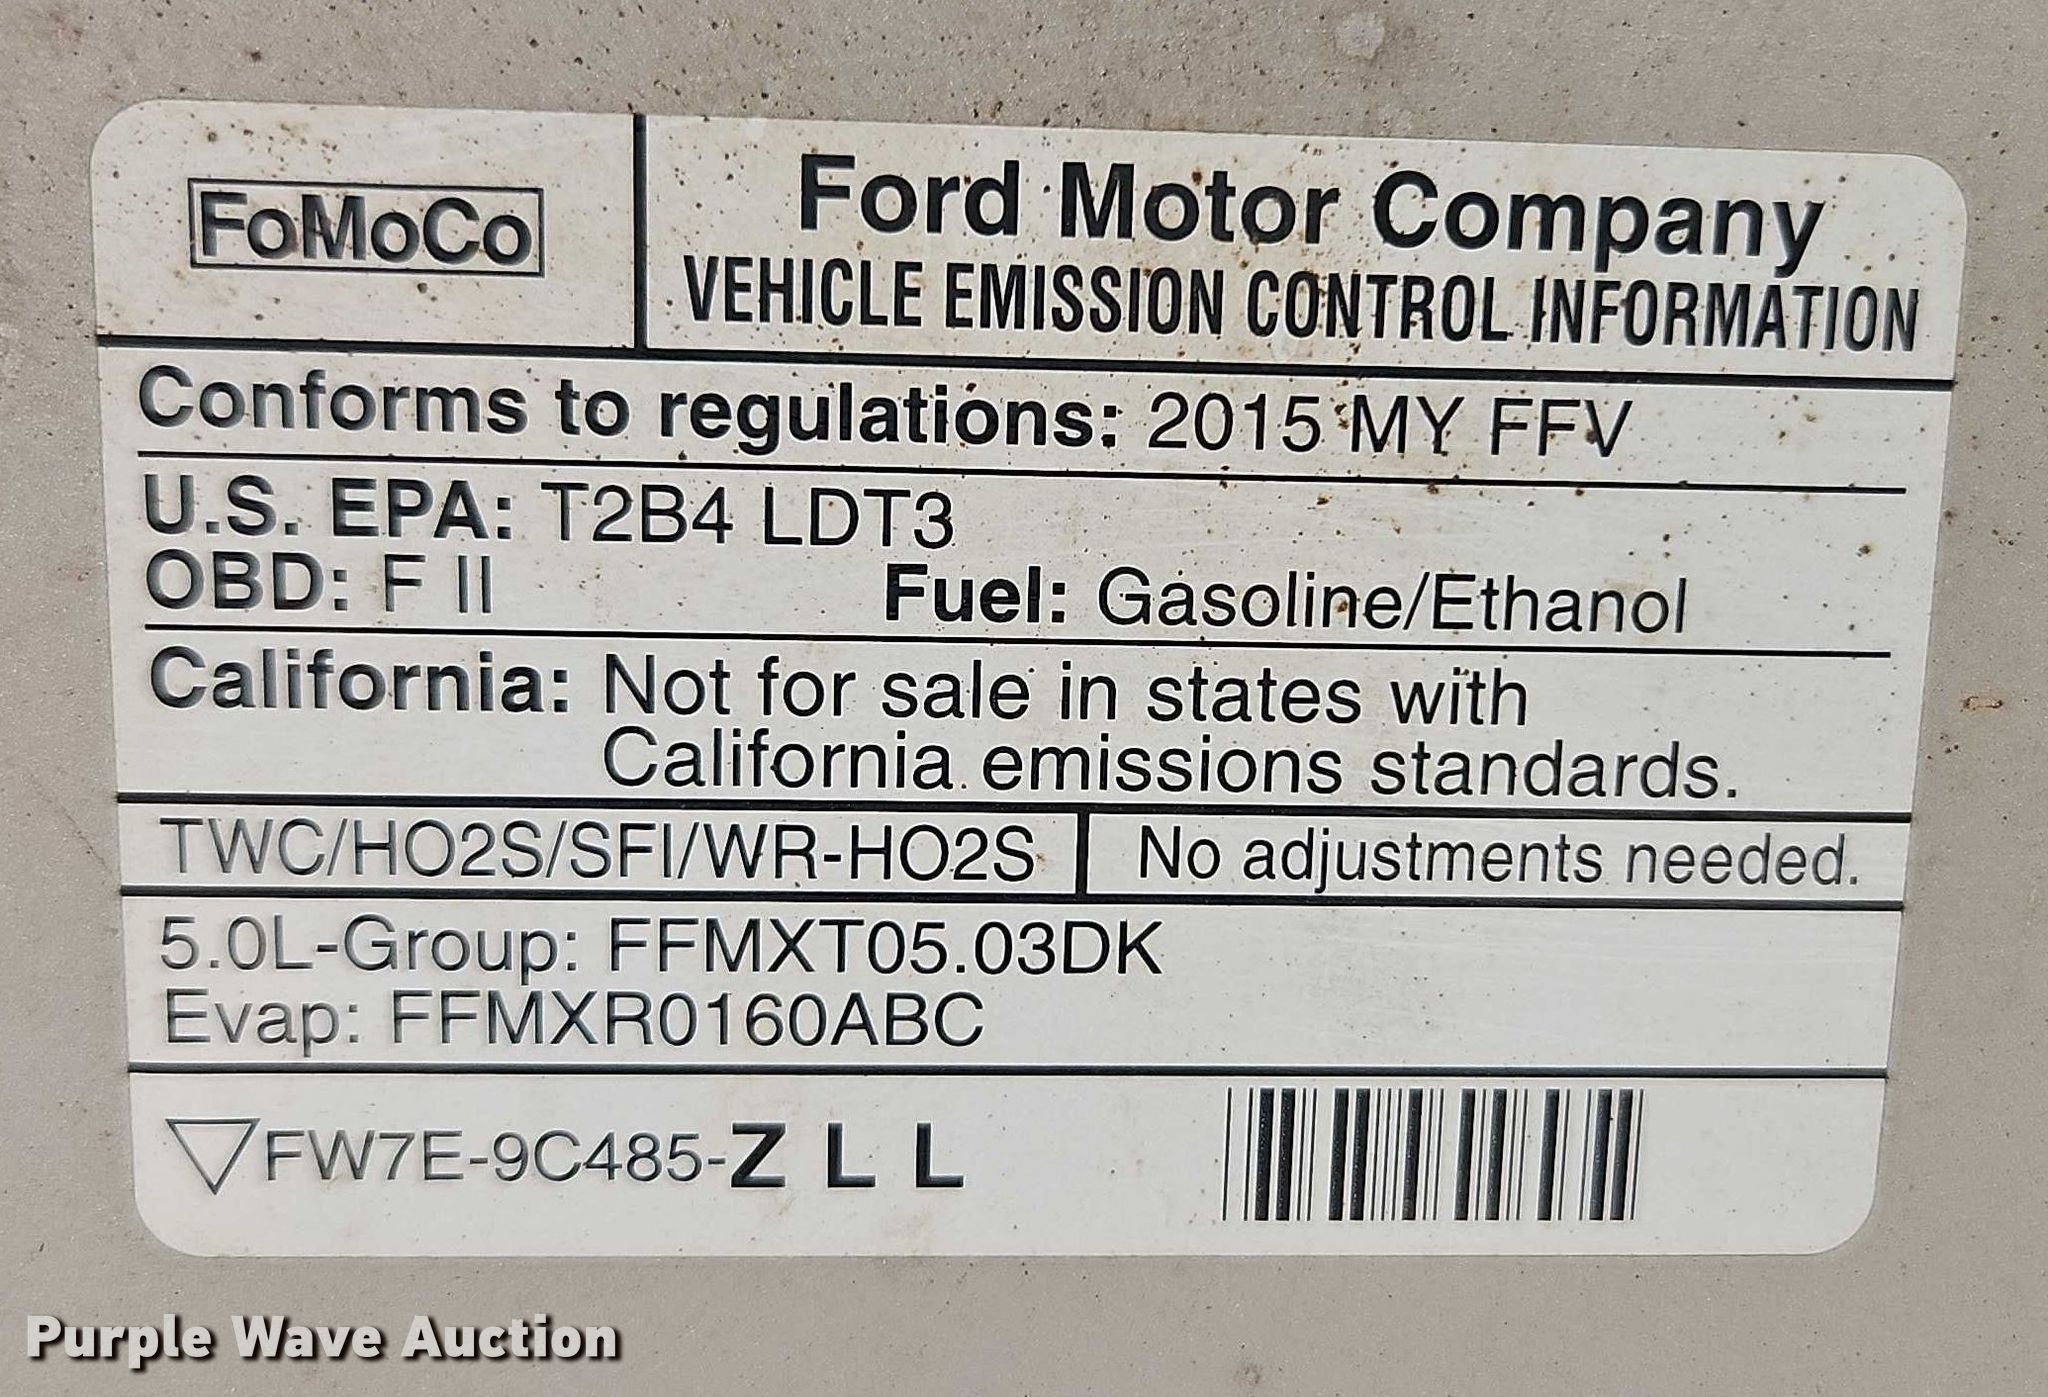 FoMoCo
Ford Motor Company
VEHICLE EMISSION CONTROL INFORMATION
Conforms to regulations: 2015 MY FFV
U.S. EPA: T2B4 LDT3
OBD: F II Fuel: Gasoline/Ethanol
California: Not for sale in states with
California emissions standards.
TWC/HO2S/SFI/WR-HO2S No adjustments needed.
5.0L-Group: FFMXT05.03DK
Evap: FFMXR0160ABC
FW7E-9C485-Z L L
Purple Wave Auction